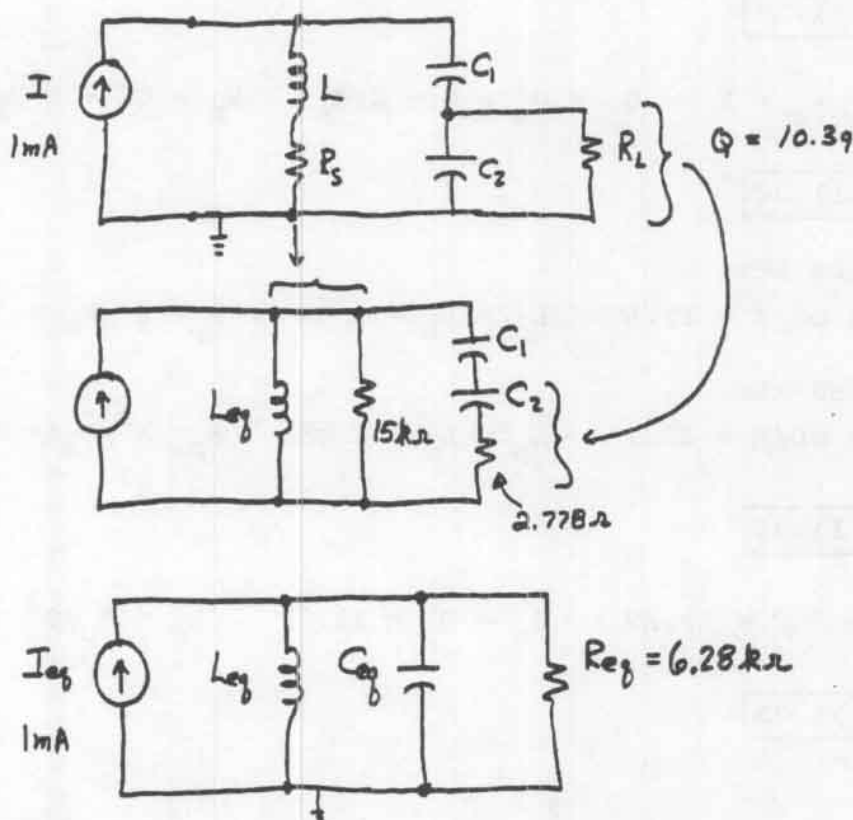 I
1mA
L
Rs
C1
C2
RL
Q = 10.39
Leq
15kΩ
C1
C2
2.778Ω
Ieq
1mA
Leq
Ceq
Req = 6.28kΩ